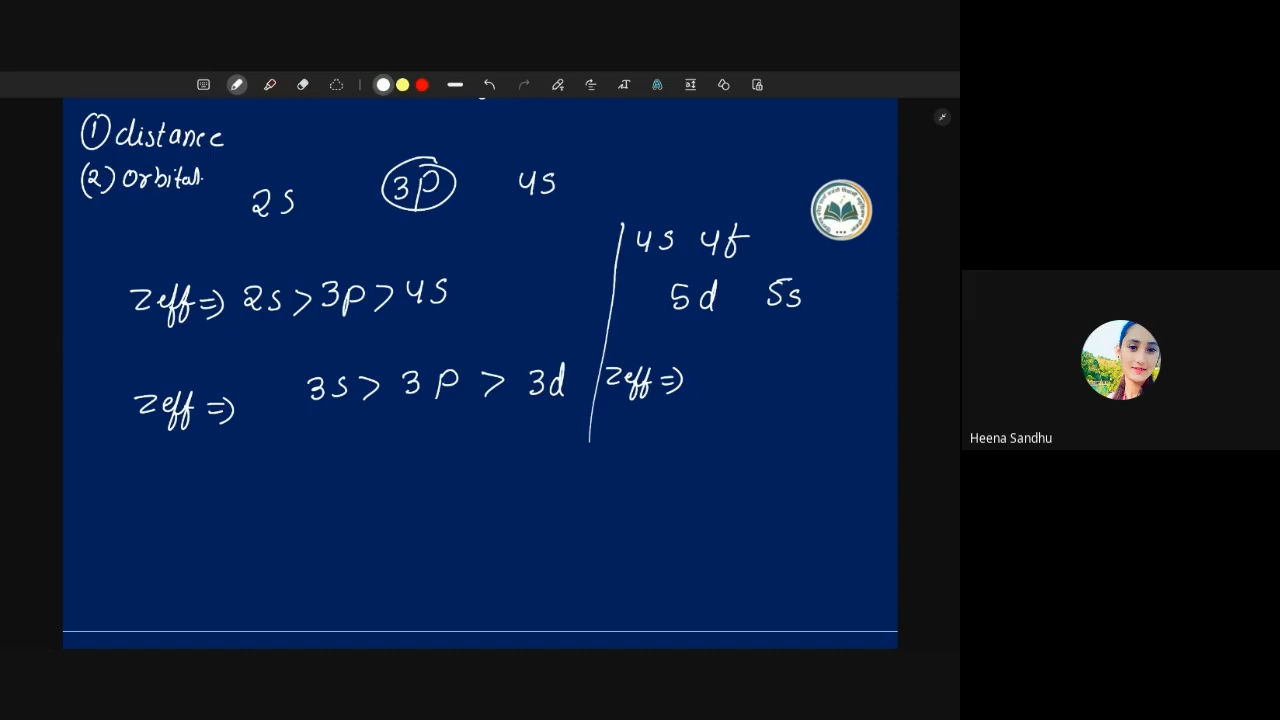 ① distance
(2) orbital.
2s 3p 4s
4s 4f
5d 5s
Zeff ⇒ 2s > 3p > 4s
Zeff ⇒ 3s > 3p > 3d
Zeff ⇒
Heena Sandhu